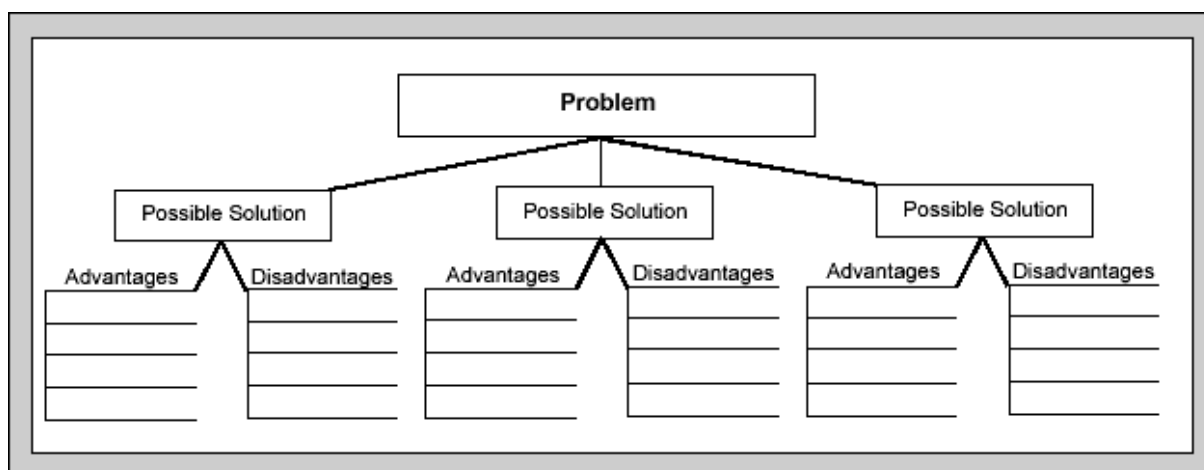 Problem
Possible Solution
Possible Solution
Possible Solution
Advantages
Disadvantages
Advantages
Disadvantages
Advantages
Disadvantages